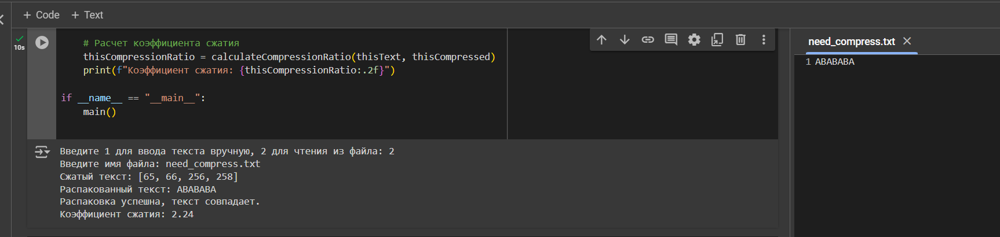 + Code + Text
10s
# Расчет коэффициента сжатия
thisCompressionRatio = calculateCompressionRatio(thisText, thisCompressed)
print(f"Коэффициент сжатия: {thisCompressionRatio:.2f}")
if __name__ == "__main__":
main()
Введите 1 для ввода текста вручную, 2 для чтения из файла: 2
Введите имя файла: need_compress.txt
Сжатый текст: [65, 66, 256, 258]
Распакованный текст: ABABABA
Распаковка успешна, текст совпадает.
Коэффициент сжатия: 2.24
need_compress.txt
1 ABABABA